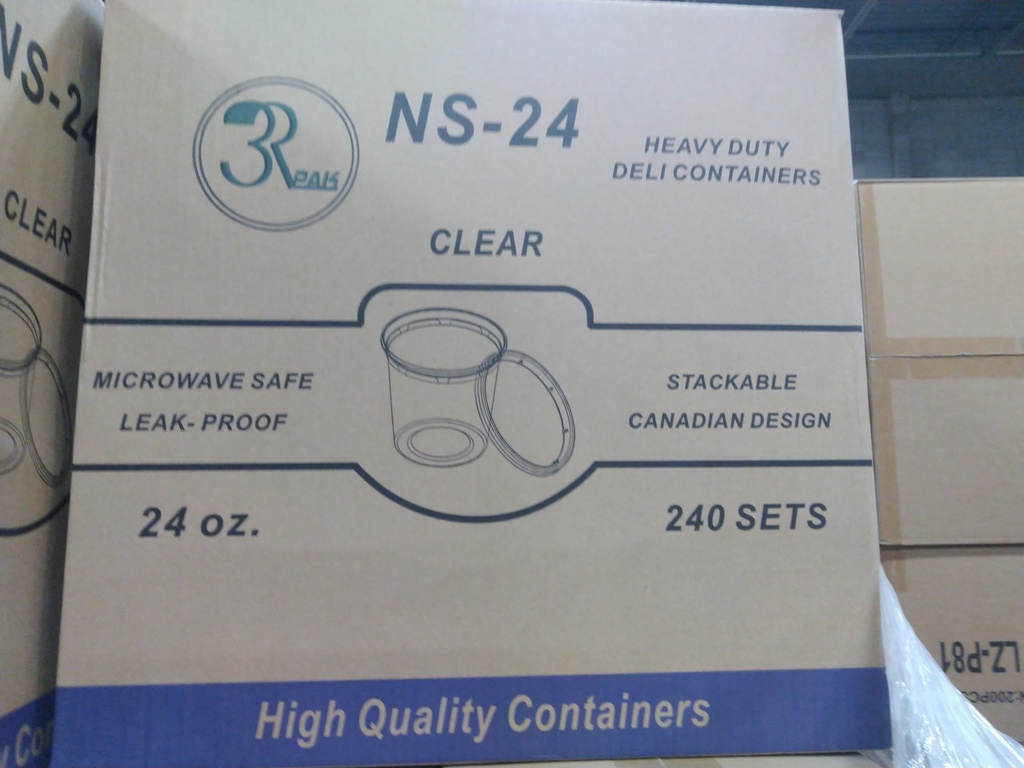 NS-24
CLEAR
3R PAK
NS-24
HEAVY DUTY
DELI CONTAINERS
CLEAR
MICROWAVE SAFE
LEAK- PROOF
STACKABLE
CANADIAN DESIGN
24 oz.
240 SETS
High Quality Containers
LZ-P81